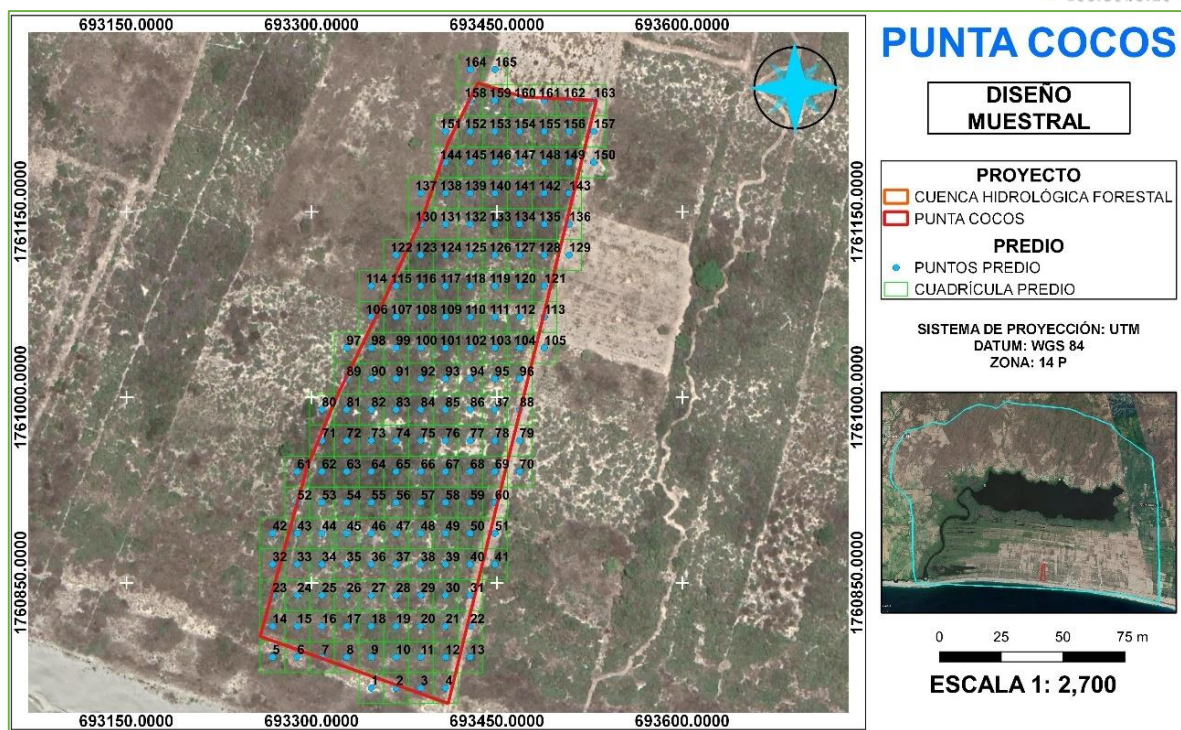 693150.0000 693300.0000 693450.0000 693600.0000
PUNTA COCOS
DISEÑO
MUESTRAL
PROYECTO
CUENCA HIDROLÓGICA FORESTAL
PUNTA COCOS
PREDIO
PUNTOS PREDIO
CUADRÍCULA PREDIO
SISTEMA DE PROYECCIÓN: UTM
DATUM: WGS 84
ZONA: 14 P
0 25 50 75 m
ESCALA 1: 2,700
1761150.0000 1761150.0000
1761000.0000 1761000.0000
1760850.0000 1760850.0000
164 165
158 159 160 161 162 163
151 152 153 154 155 156 157
144 145 146 147 148 149 150
137 138 139 140 141 142 143
130 131 132 133 134 135 136
122 123 124 125 126 127 128 129
114 115 116 117 118 119 120 121
106 107 108 109 110 111 112 113
97 98 99 100 101 102 103 104 105
89 90 91 92 93 94 95 96
80 81 82 83 84 85 86 87 88
71 72 73 74 75 76 77 78 79
61 62 63 64 65 66 67 68 69 70
52 53 54 55 56 57 58 59 60
42 43 44 45 46 47 48 49 50 51
32 33 34 35 36 37 38 39 40 41
23 24 25 26 27 28 29 30 31
14 15 16 17 18 19 20 21 22
5 6 7 8 9 10 11 12 13
1 2 3 4
693150.0000 693300.0000 693450.0000 693600.0000